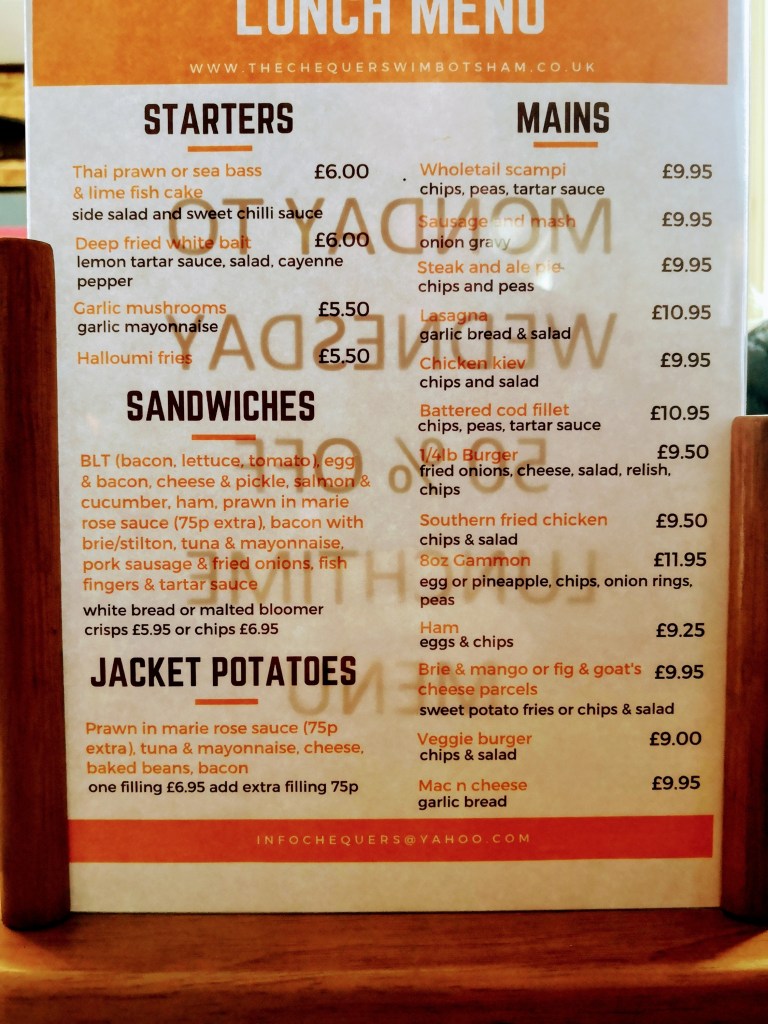 LUNCH MENU
WWW.THECHEQUERSWIMBOTSHAM.CO.UK
STARTERS
Thai prawn or sea bass £6.00
& lime fish cake
side salad and sweet chilli sauce
Deep fried white bait £6.00
lemon tartar sauce, salad, cayenne
pepper
Garlic mushrooms £5.50
garlic mayonnaise
Halloumi fries £5.50
SANDWICHES
BLT (bacon, lettuce, tomato), egg
& bacon, cheese & pickle, salmon &
cucumber, ham, prawn in marie
rose sauce (75p extra), bacon with
brie/stilton, tuna & mayonnaise,
pork sausage & fried onions, fish
fingers & tartar sauce
white bread or malted bloomer
crisps £5.95 or chips £6.95
JACKET POTATOES
Prawn in marie rose sauce (75p
extra), tuna & mayonnaise, cheese,
baked beans, bacon
one filling £6.95 add extra filling 75p
MAINS
Wholetail scampi £9.95
chips, peas, tartar sauce
Sausage and mash £9.95
onion gravy
Steak and ale pie £9.95
chips and peas
Lasagna £10.95
garlic bread & salad
Chicken kiev £9.95
chips and salad
Battered cod fillet £10.95
chips, peas, tartar sauce
1/4lb Burger £9.50
fried onions, cheese, salad, relish,
chips
Southern fried chicken £9.50
chips & salad
8oz Gammon £11.95
egg or pineapple, chips, onion rings,
peas
Ham £9.25
eggs & chips
Brie & mango or fig & goat's £9.95
cheese parcels
sweet potato fries or chips & salad
Veggie burger £9.00
chips & salad
Mac n cheese £9.95
garlic bread
INFOCHEQUERS@YAHOO.COM
MONDAY TO
WEDNESDAY
50% OFF
LUNCHTIME
MENU